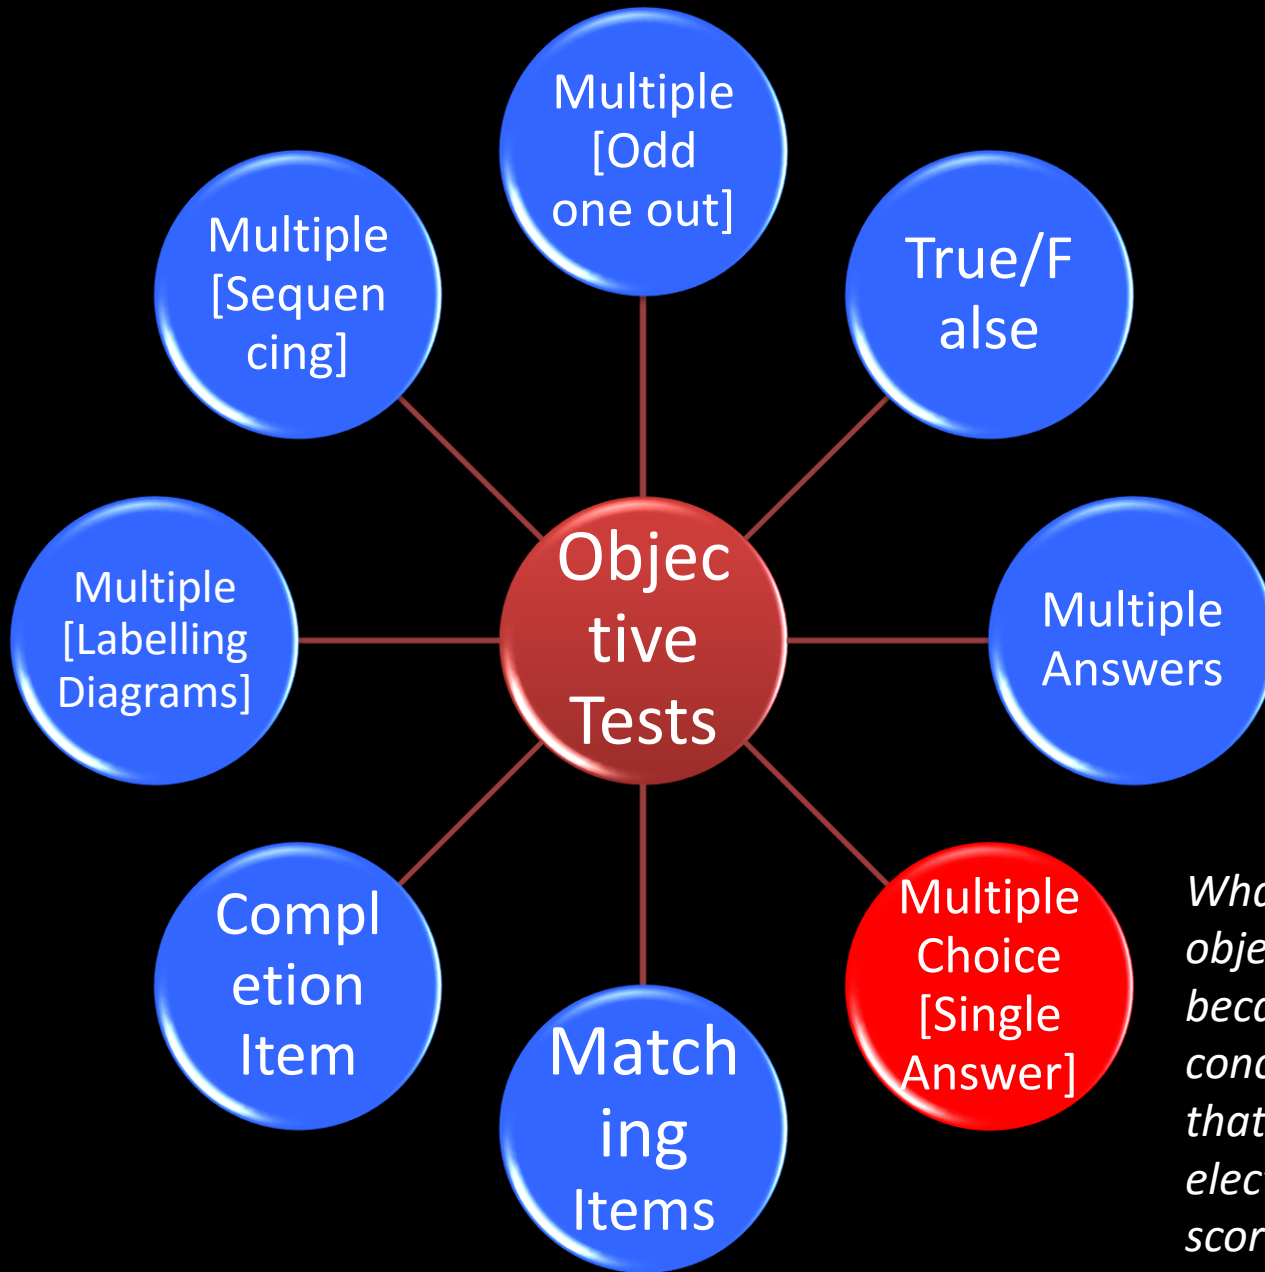 Multiple
[Odd
one out]
True/F
alse
Multiple
Answers
Multiple
Choice
[Single
Answer]
Match
ing
Items
Compl
etion
Item
Multiple
[Labelling
Diagrams]
Multiple
[Sequen
cing]
Objec
tive
Tests